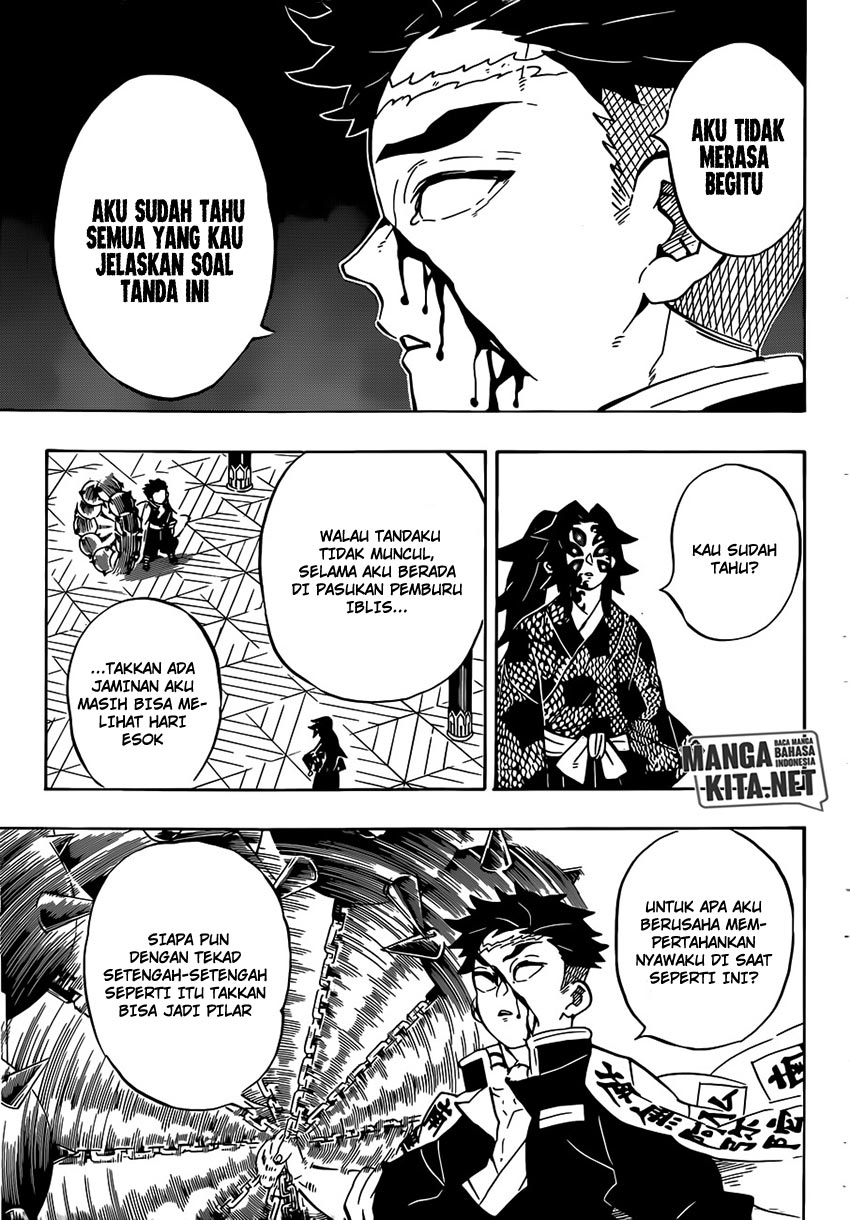 AKU TIDAK
MERASA
BEGITU
AKU SUDAH TAHU
SEMUA YANG KAU
JELASKAN SOAL
TANDA INI
KAU SUDAH
TAHU?
WALAU TANDAKU
TIDAK MUNCUL,
SELAMA AKU BERADA
DI PASUKAN PEMBURU
IBLIS...
...TAKKAN ADA
JAMINAN AKU
MASIH BISA ME-
LIHAT HARI
ESOK
MANGA
BACA MANGA
BAHASA
INDONESIA
-KITA.NET
UNTUK APA AKU
BERUSAHA MEM-
PERTAHANKAN
NYAWAKU DI SAAT
SEPERTI INI?
SIAPA PUN
DENGAN TEKAD
SETENGAH-SETENGAH
SEPERTI ITU TAKKAN
BISA JADI PILAR